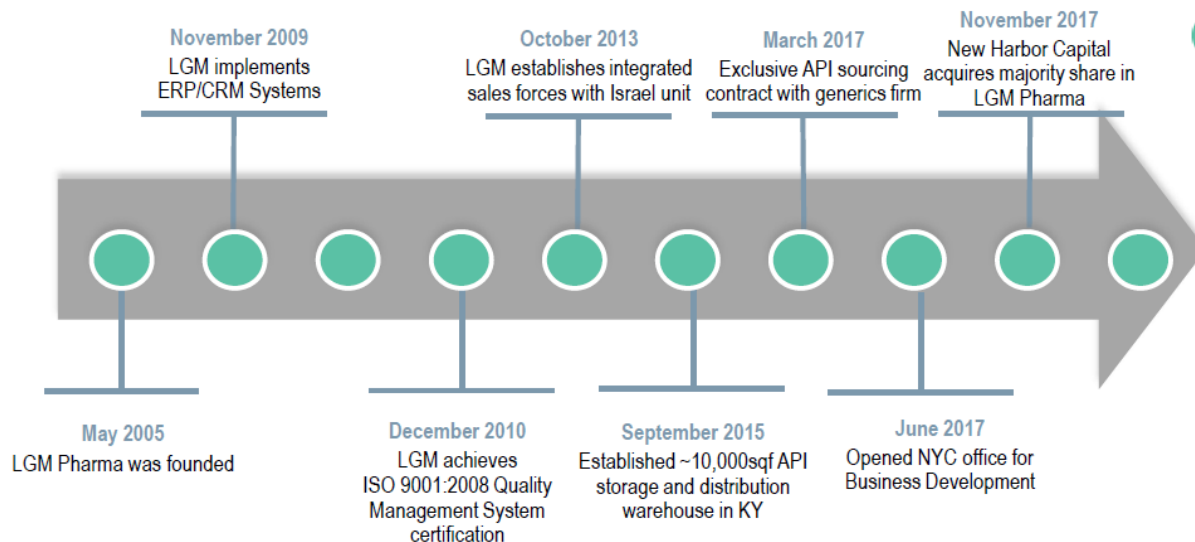 November 2009
LGM implements
ERP/CRM Systems
October 2013
LGM establishes integrated
sales forces with Israel unit
March 2017
Exclusive API sourcing
contract with generics firm
November 2017
New Harbor Capital
acquires majority share in
LGM Pharma
May 2005
LGM Pharma was founded
December 2010
LGM achieves
ISO 9001:2008 Quality
Management System
certification
September 2015
Established ~10,000sqf API
storage and distribution
warehouse in KY
June 2017
Opened NYC office for
Business Development